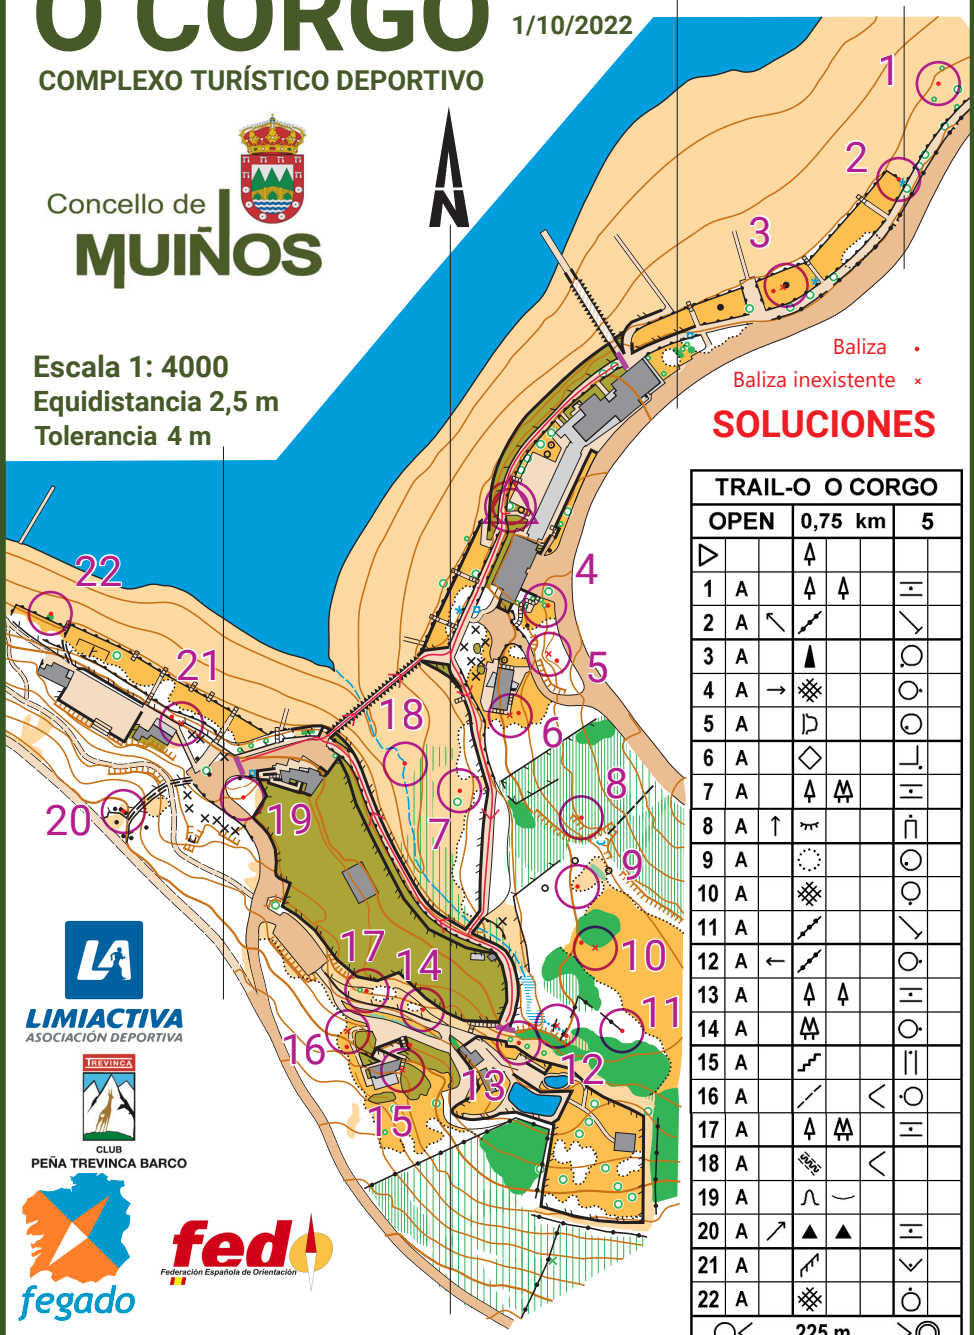 O CORGO
1/10/2022
COMPLEXO TURÍSTICO DEPORTIVO
Concello de
MUIÑOS
N
Escala 1: 4000
Equidistancia 2,5 m
Tolerancia 4 m
Baliza
Baliza inexistente
SOLUCIONES
1
2
3
4
5
6
7
8
9
10
11
12
13
14
15
16
17
18
19
20
21
22
TRAIL-O O CORGO
OPEN 0,75 km 5
1 A
2 A
3 A
4 A
5 A
6 A
7 A
8 A
9 A
10 A
11 A
12 A
13 A
14 A
15 A
16 A
17 A
18 A
19 A
20 A
21 A
22 A
225 m
LA
LIMIACTIVA
ASOCIACIÓN DEPORTIVA
TREVINCA
CLUB
PEÑA TREVINCA BARCO
fegado
fedo
Federación Española de Orientación